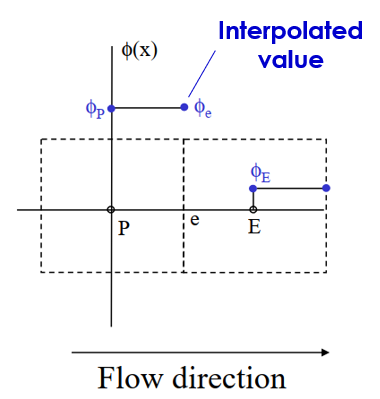 Interpolated
value
ϕ(x)
ϕP
ϕe
ϕE
P
e
E
Flow direction